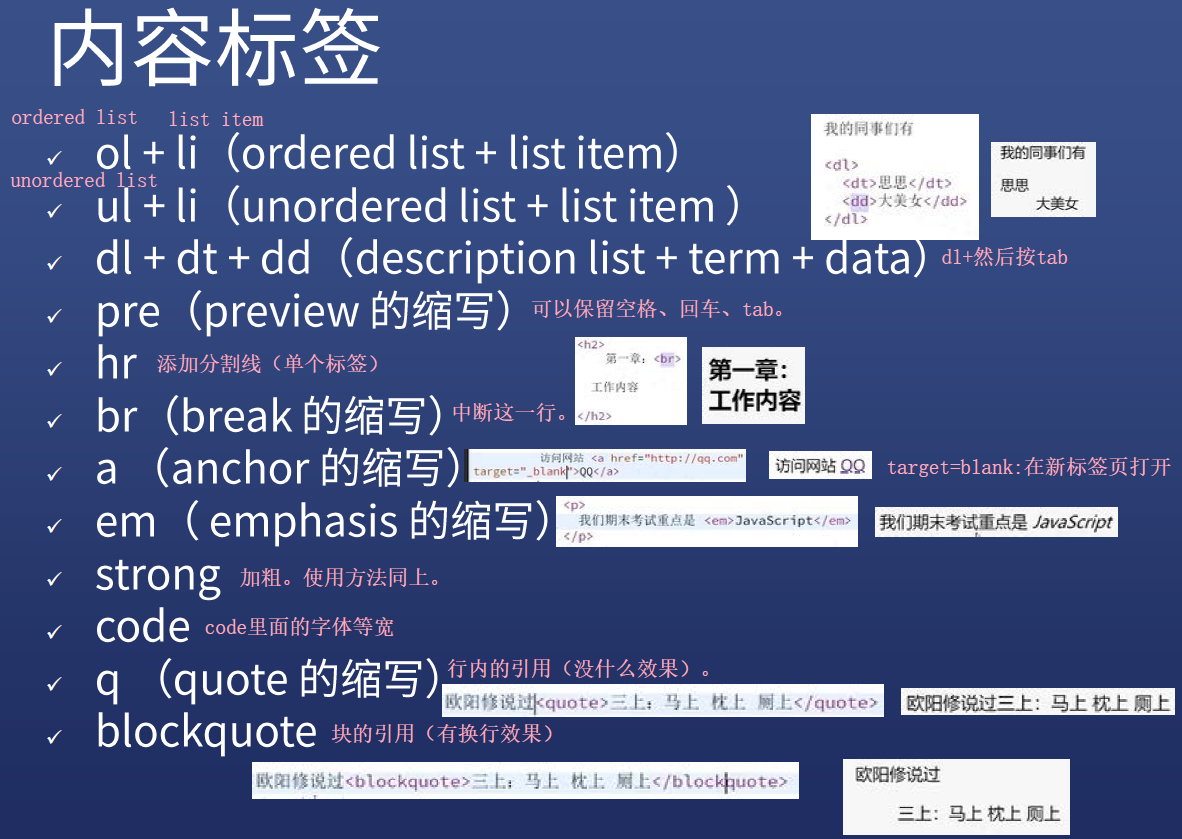 内容标签
ordered list  list item
ol + li（ordered list + list item）
unordered list
ul + li（unordered list + list item ）
我的同事们有
<dl>
<dt>思思</dt>
<dd>大美女</dd>
</dl>
我的同事们有
思思
大美女
dl + dt + dd（description list + term + data）dl+然后按tab
pre（preview 的缩写）可以保留空格、回车、tab。
hr 添加分割线（单个标签）
<h2>
第一章：<br>
工作内容
</h2>
第一章：
工作内容
br（break 的缩写）中断这一行。
a （anchor 的缩写）
访问网站 <a href="http://qq.com"
target="_blank">QQ</a>
访问网站 QQ
target=blank:在新标签页打开
em（ emphasis 的缩写）
<p>
我们期末考试重点是 <em>JavaScript</em>
</p>
我们期末考试重点是 JavaScript
strong 加粗。使用方法同上。
code code里面的字体等宽
q （quote 的缩写）行内的引用（没什么效果）。
欧阳修说过<quote>三上：马上 枕上 厕上</quote>
欧阳修说过三上：马上 枕上 厕上
blockquote 块的引用（有换行效果）
欧阳修说过<blockquote>三上：马上 枕上 厕上</blockquote>
欧阳修说过
三上：马上 枕上 厕上